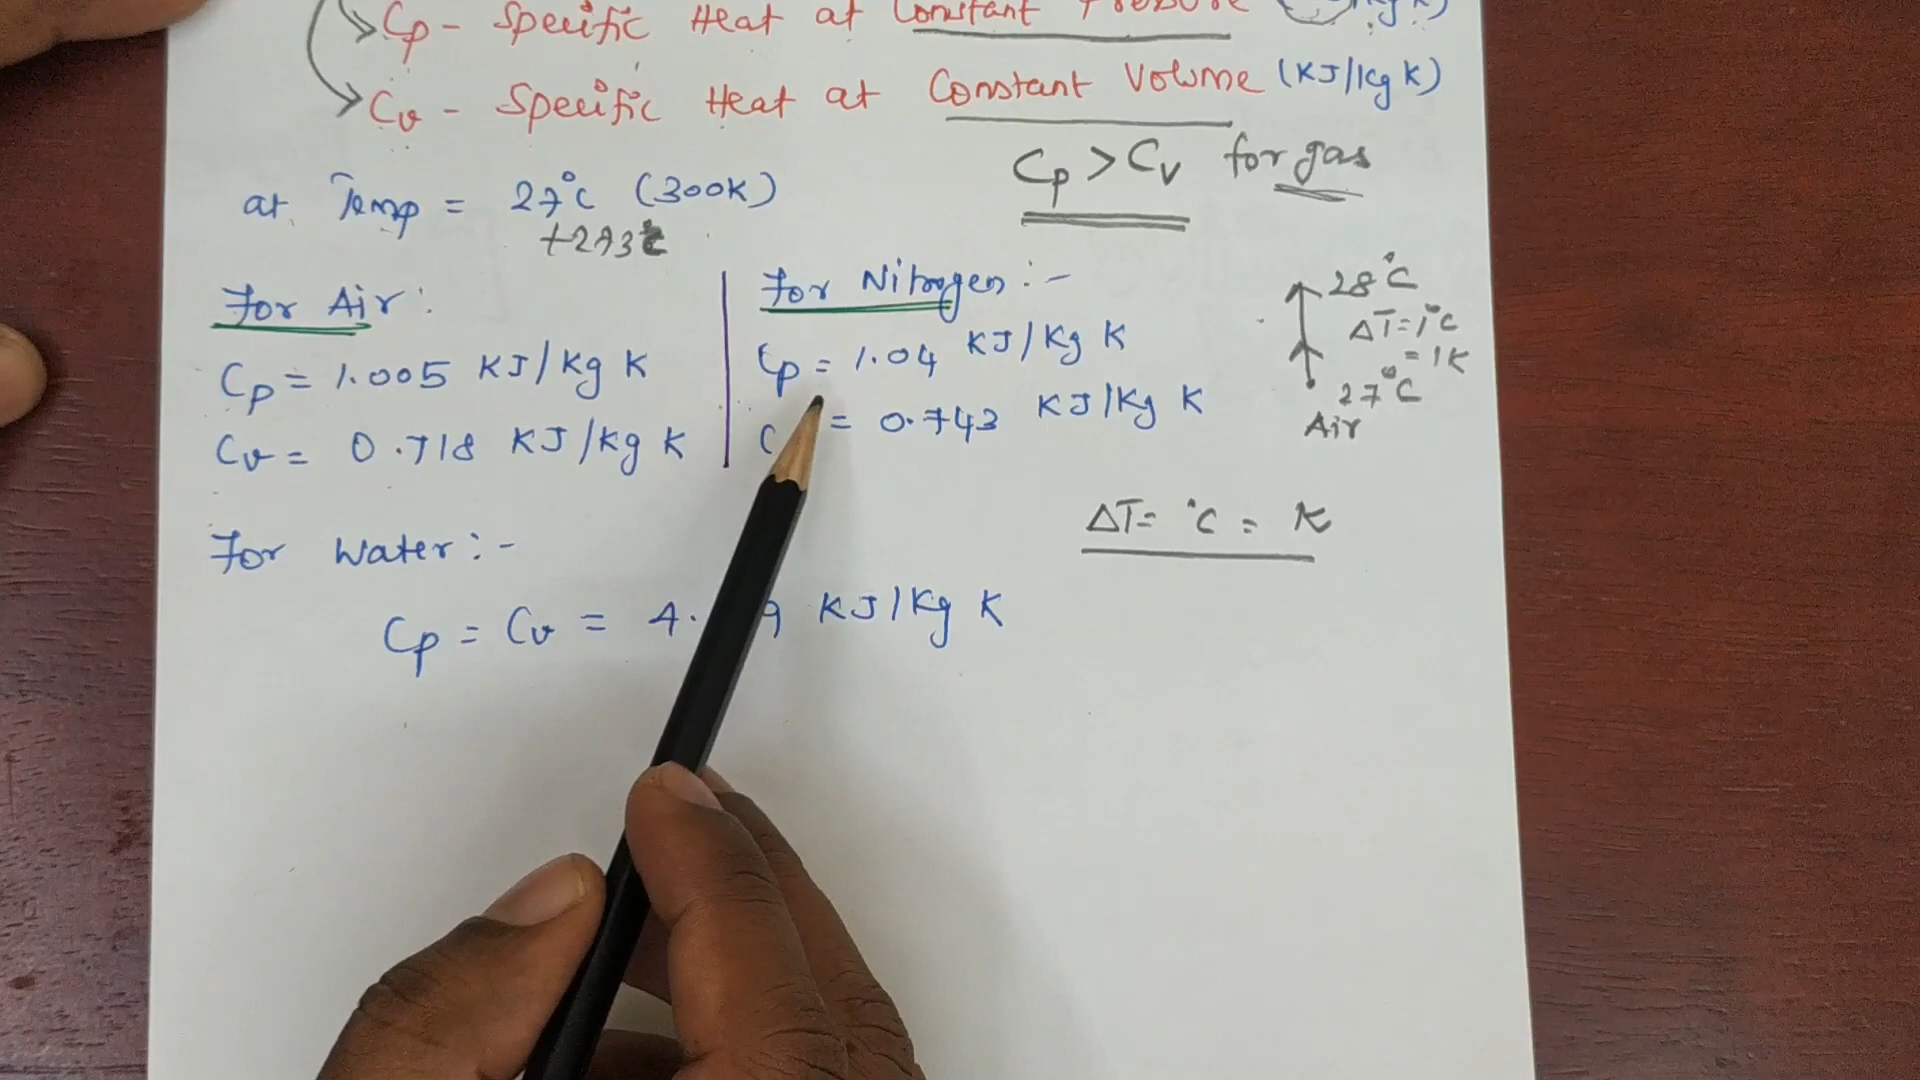 Cp - Specific Heat at Constant Pressure
Cv - Specific Heat at Constant Volume (KJ/Kg K)
Cp > Cv for gas
at Temp = 27°C (300K)
+273
For Air:
Cp = 1.005 KJ/Kg K
Cv = 0.718 KJ/Kg K
For Nitrogen :-
Cp = 1.04 KJ/Kg K
C = 0.743 KJ/Kg K
28°C
ΔT=1°C
= 1K
27°C
Air
ΔT= °C = K
For Water:-
Cp = Cv = 4. 9 KJ/Kg K